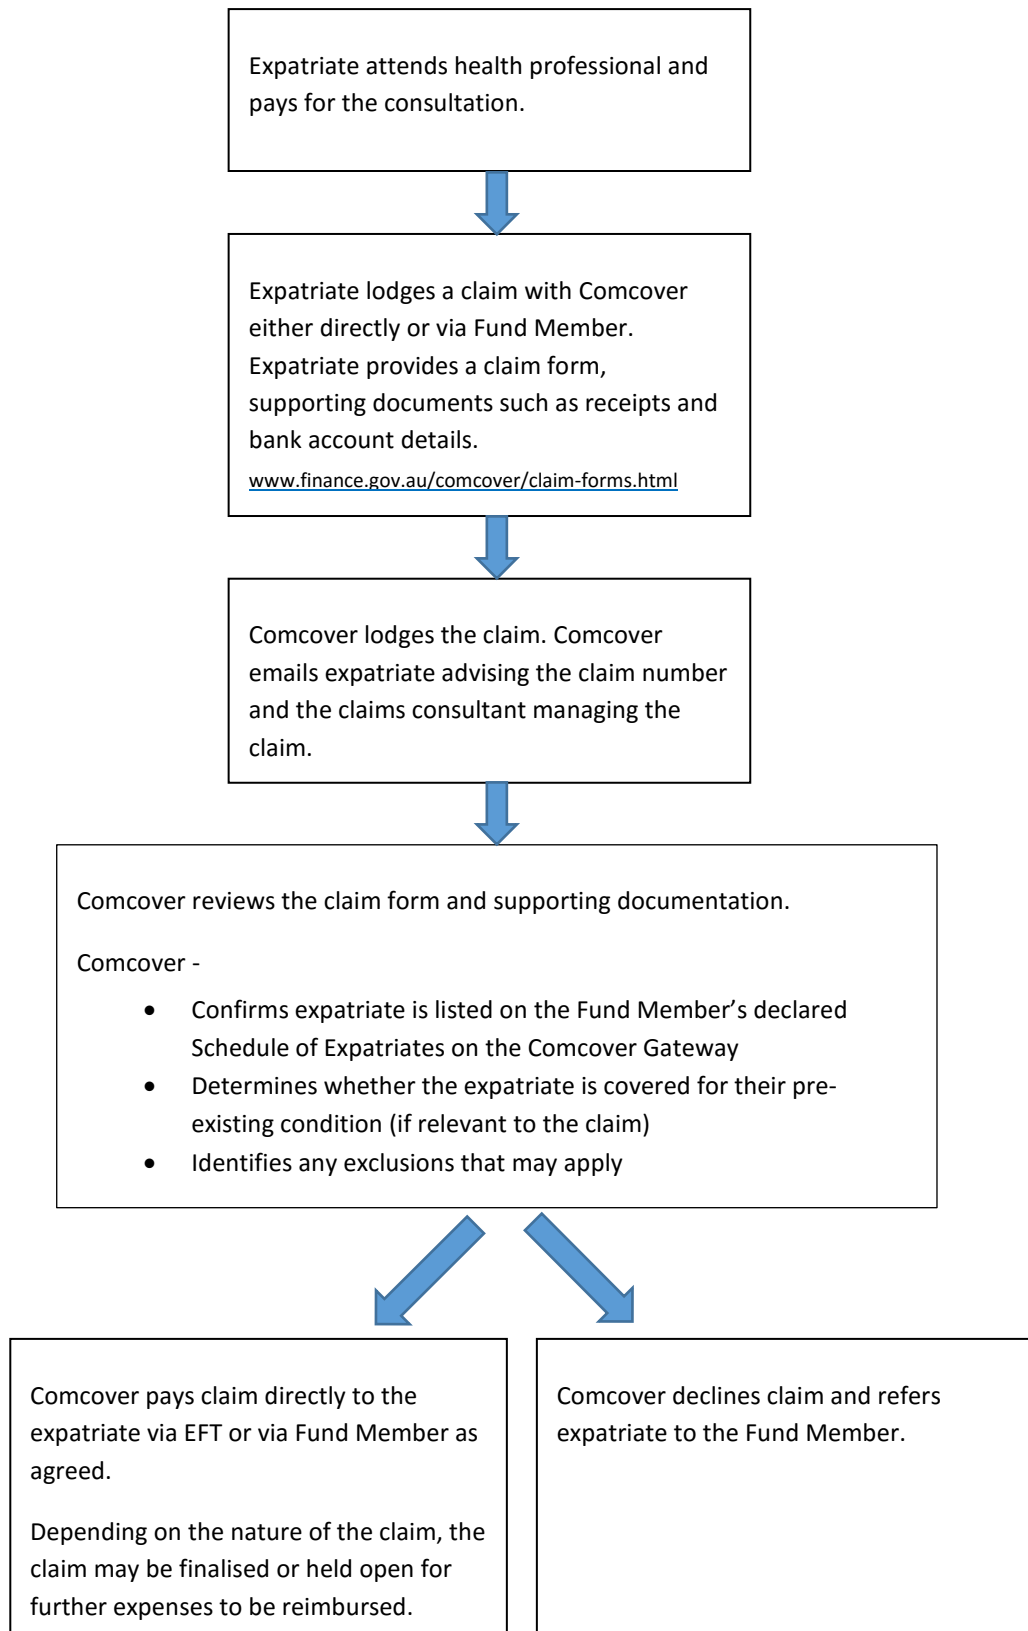 Expatriate attends health professional and
pays for the consultation.
Expatriate lodges a claim with Comcover
either directly or via Fund Member.
Expatriate provides a claim form,
supporting documents such as receipts and
bank account details.
www.finance.gov.au/comcover/claim-forms.html
Comcover lodges the claim. Comcover
emails expatriate advising the claim number
and the claims consultant managing the
claim.
Comcover reviews the claim form and supporting documentation.
Comcover -
• Confirms expatriate is listed on the Fund Member’s declared
Schedule of Expatriates on the Comcover Gateway
• Determines whether the expatriate is covered for their pre-
existing condition (if relevant to the claim)
• Identifies any exclusions that may apply
Comcover pays claim directly to the
expatriate via EFT or via Fund Member as
agreed.
Depending on the nature of the claim, the
claim may be finalised or held open for
further expenses to be reimbursed.
Comcover declines claim and refers
expatriate to the Fund Member.